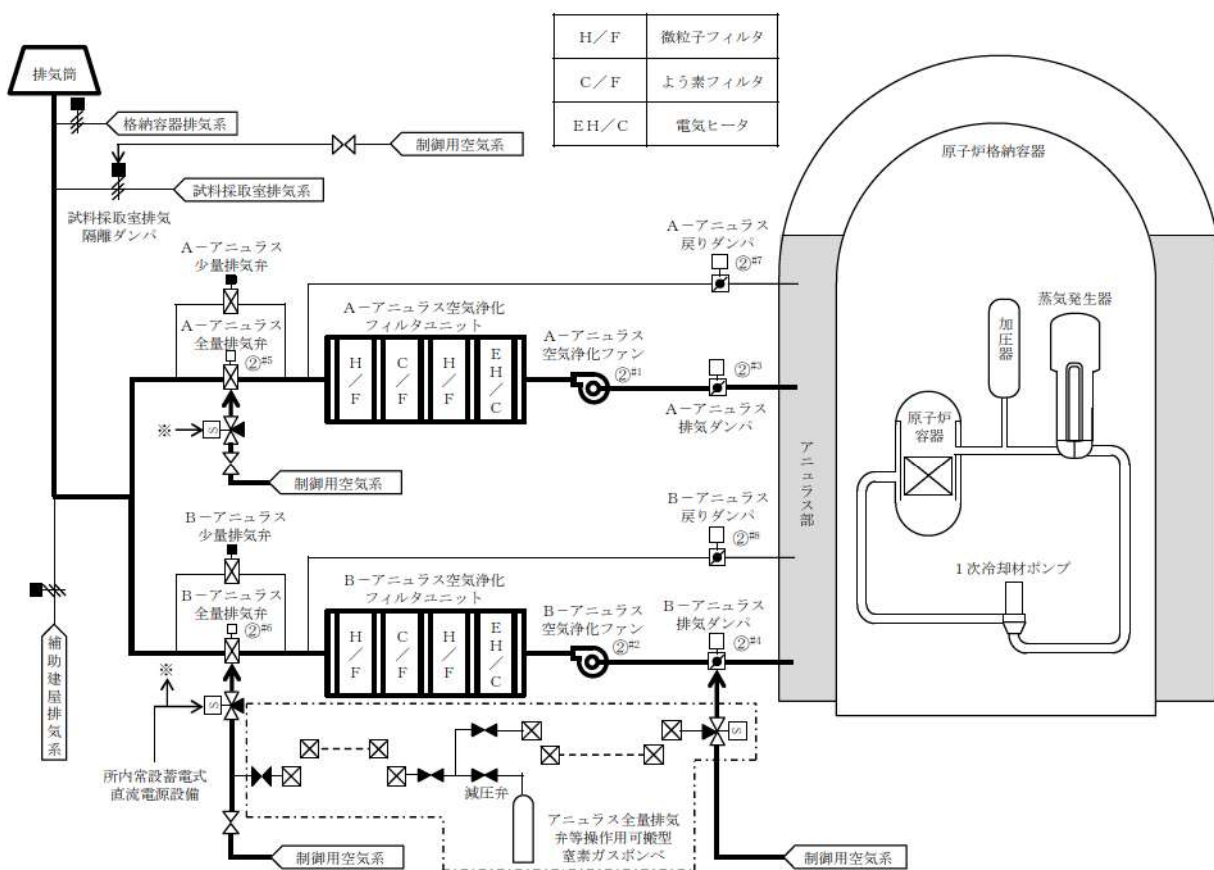 H/F 微粒子フィルタ
C/F よう素フィルタ
EH/C 電気ヒータ
排気筒
格納容器排気系
制御用空気系
試料採取室排気系
試料採取室排気
隔離ダンパ
原子炉格納容器
A-アニュラス
戻りダンパ
②#7
A-アニュラス
少量排気弁
A-アニュラス
全量排気弁
②#5
A-アニュラス空気浄化
フィルタユニット
H/F
C/F
H/F
EH/C
A-アニュラス
空気浄化ファン
②#1
②#3
A-アニュラス
排気ダンパ
※
S
制御用空気系
蒸気発生器
加圧器
原子炉
容器
アニュラス部
1次冷却材ポンプ
B-アニュラス
戻りダンパ
②#8
B-アニュラス
少量排気弁
B-アニュラス
全量排気弁
②#6
B-アニュラス空気浄化
フィルタユニット
H/F
C/F
H/F
EH/C
B-アニュラス
空気浄化ファン
②#2
B-アニュラス
排気ダンパ
②#4
※
S
S
補助建屋排気系
所内常設蓄電式
直流電源設備
減圧弁
アニュラス全量排気
弁等操作用可搬型
窒素ガスボンベ
制御用空気系
制御用空気系